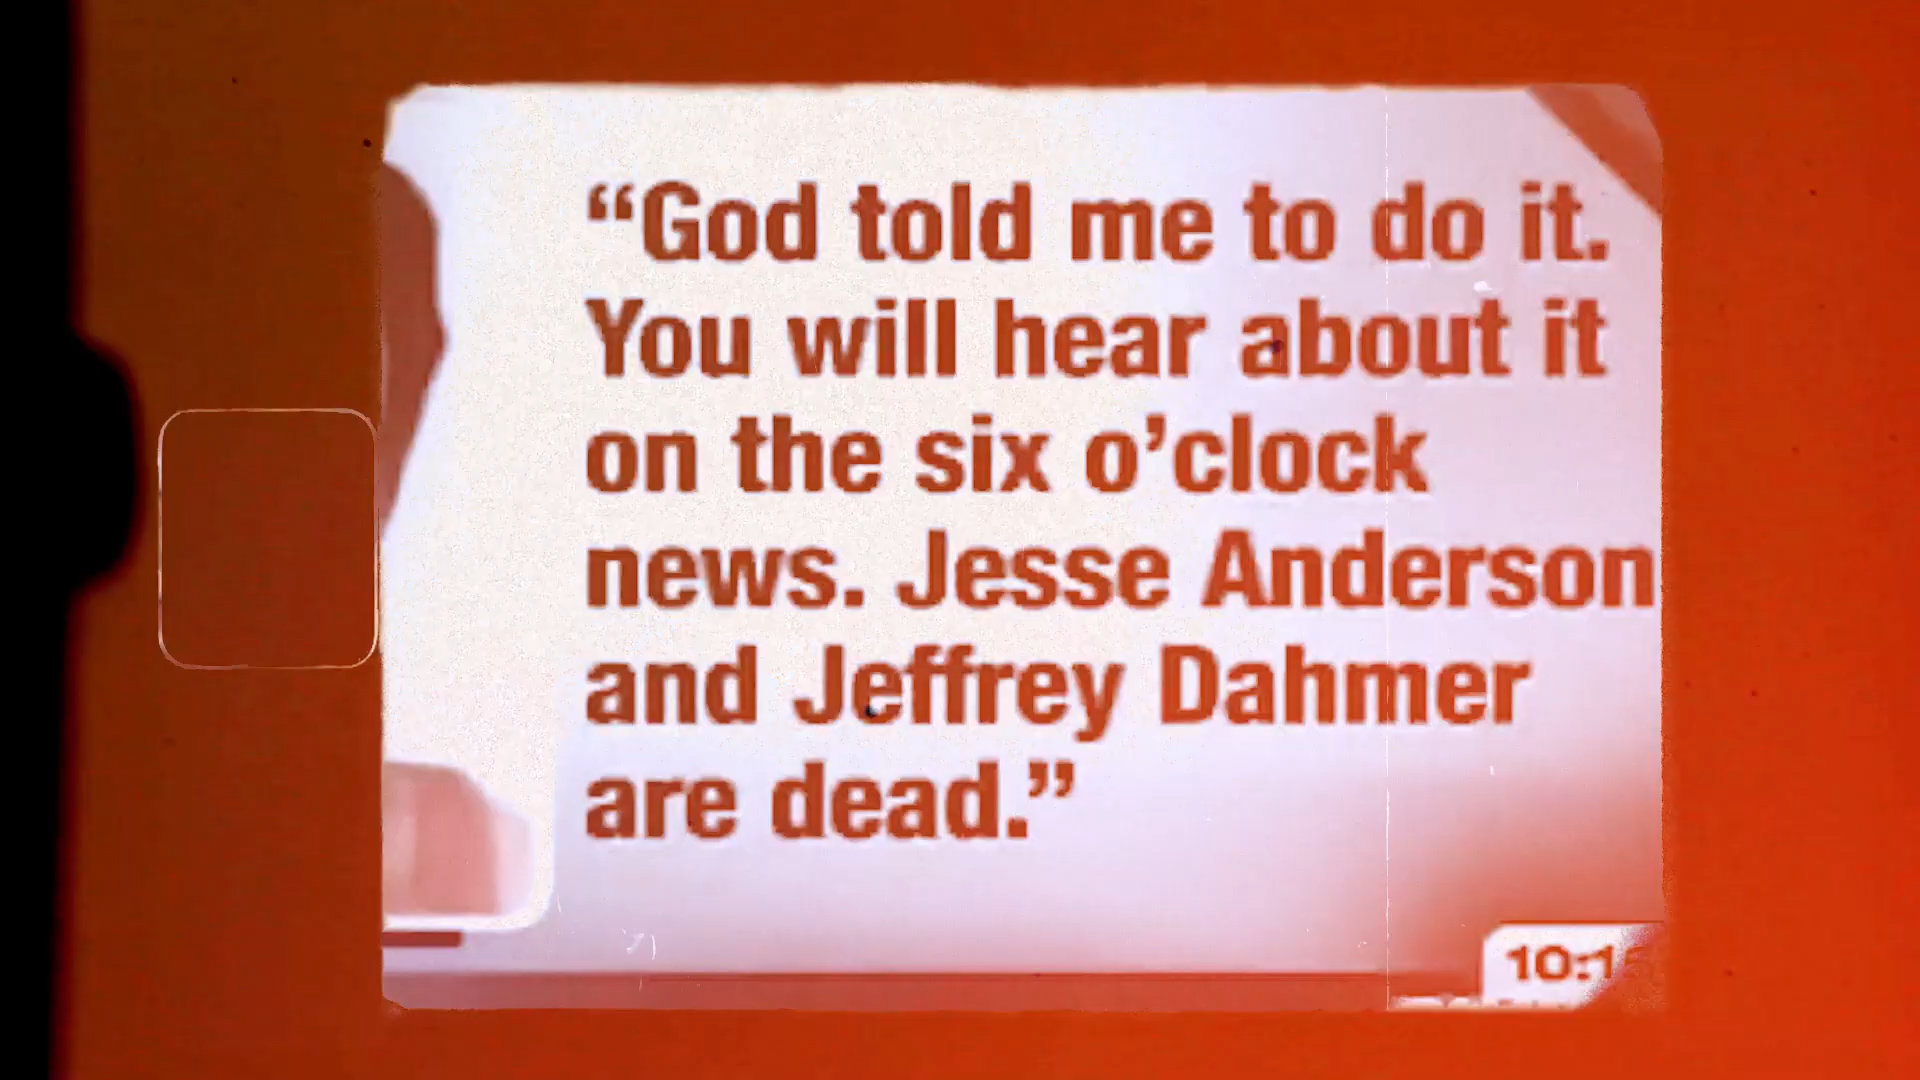 “God told me to do it.
You will hear about it
on the six o’clock
news. Jesse Anderson
and Jeffrey Dahmer
are dead.”